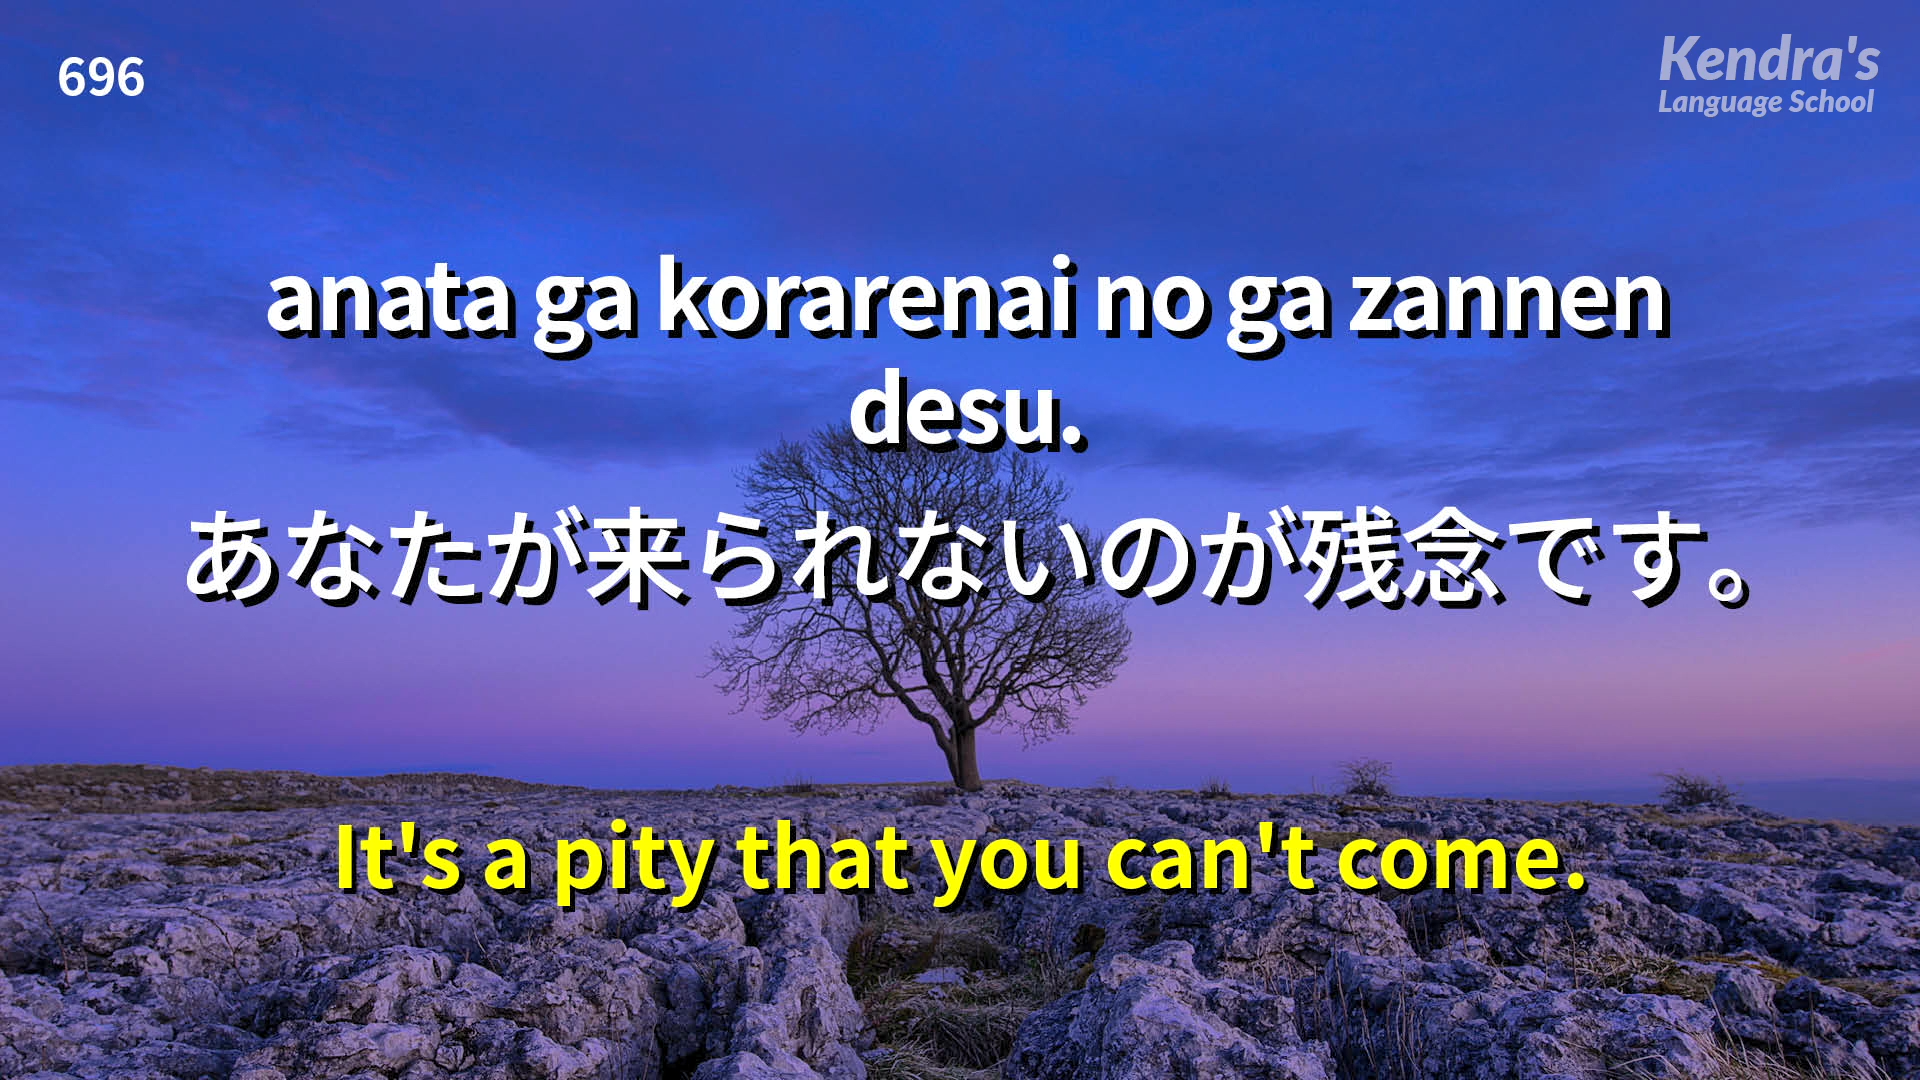 696
Kendra's
Language School
anata ga korarenai no ga zannen
desu.
あなたが来られないのが残念です。
It's a pity that you can't come.